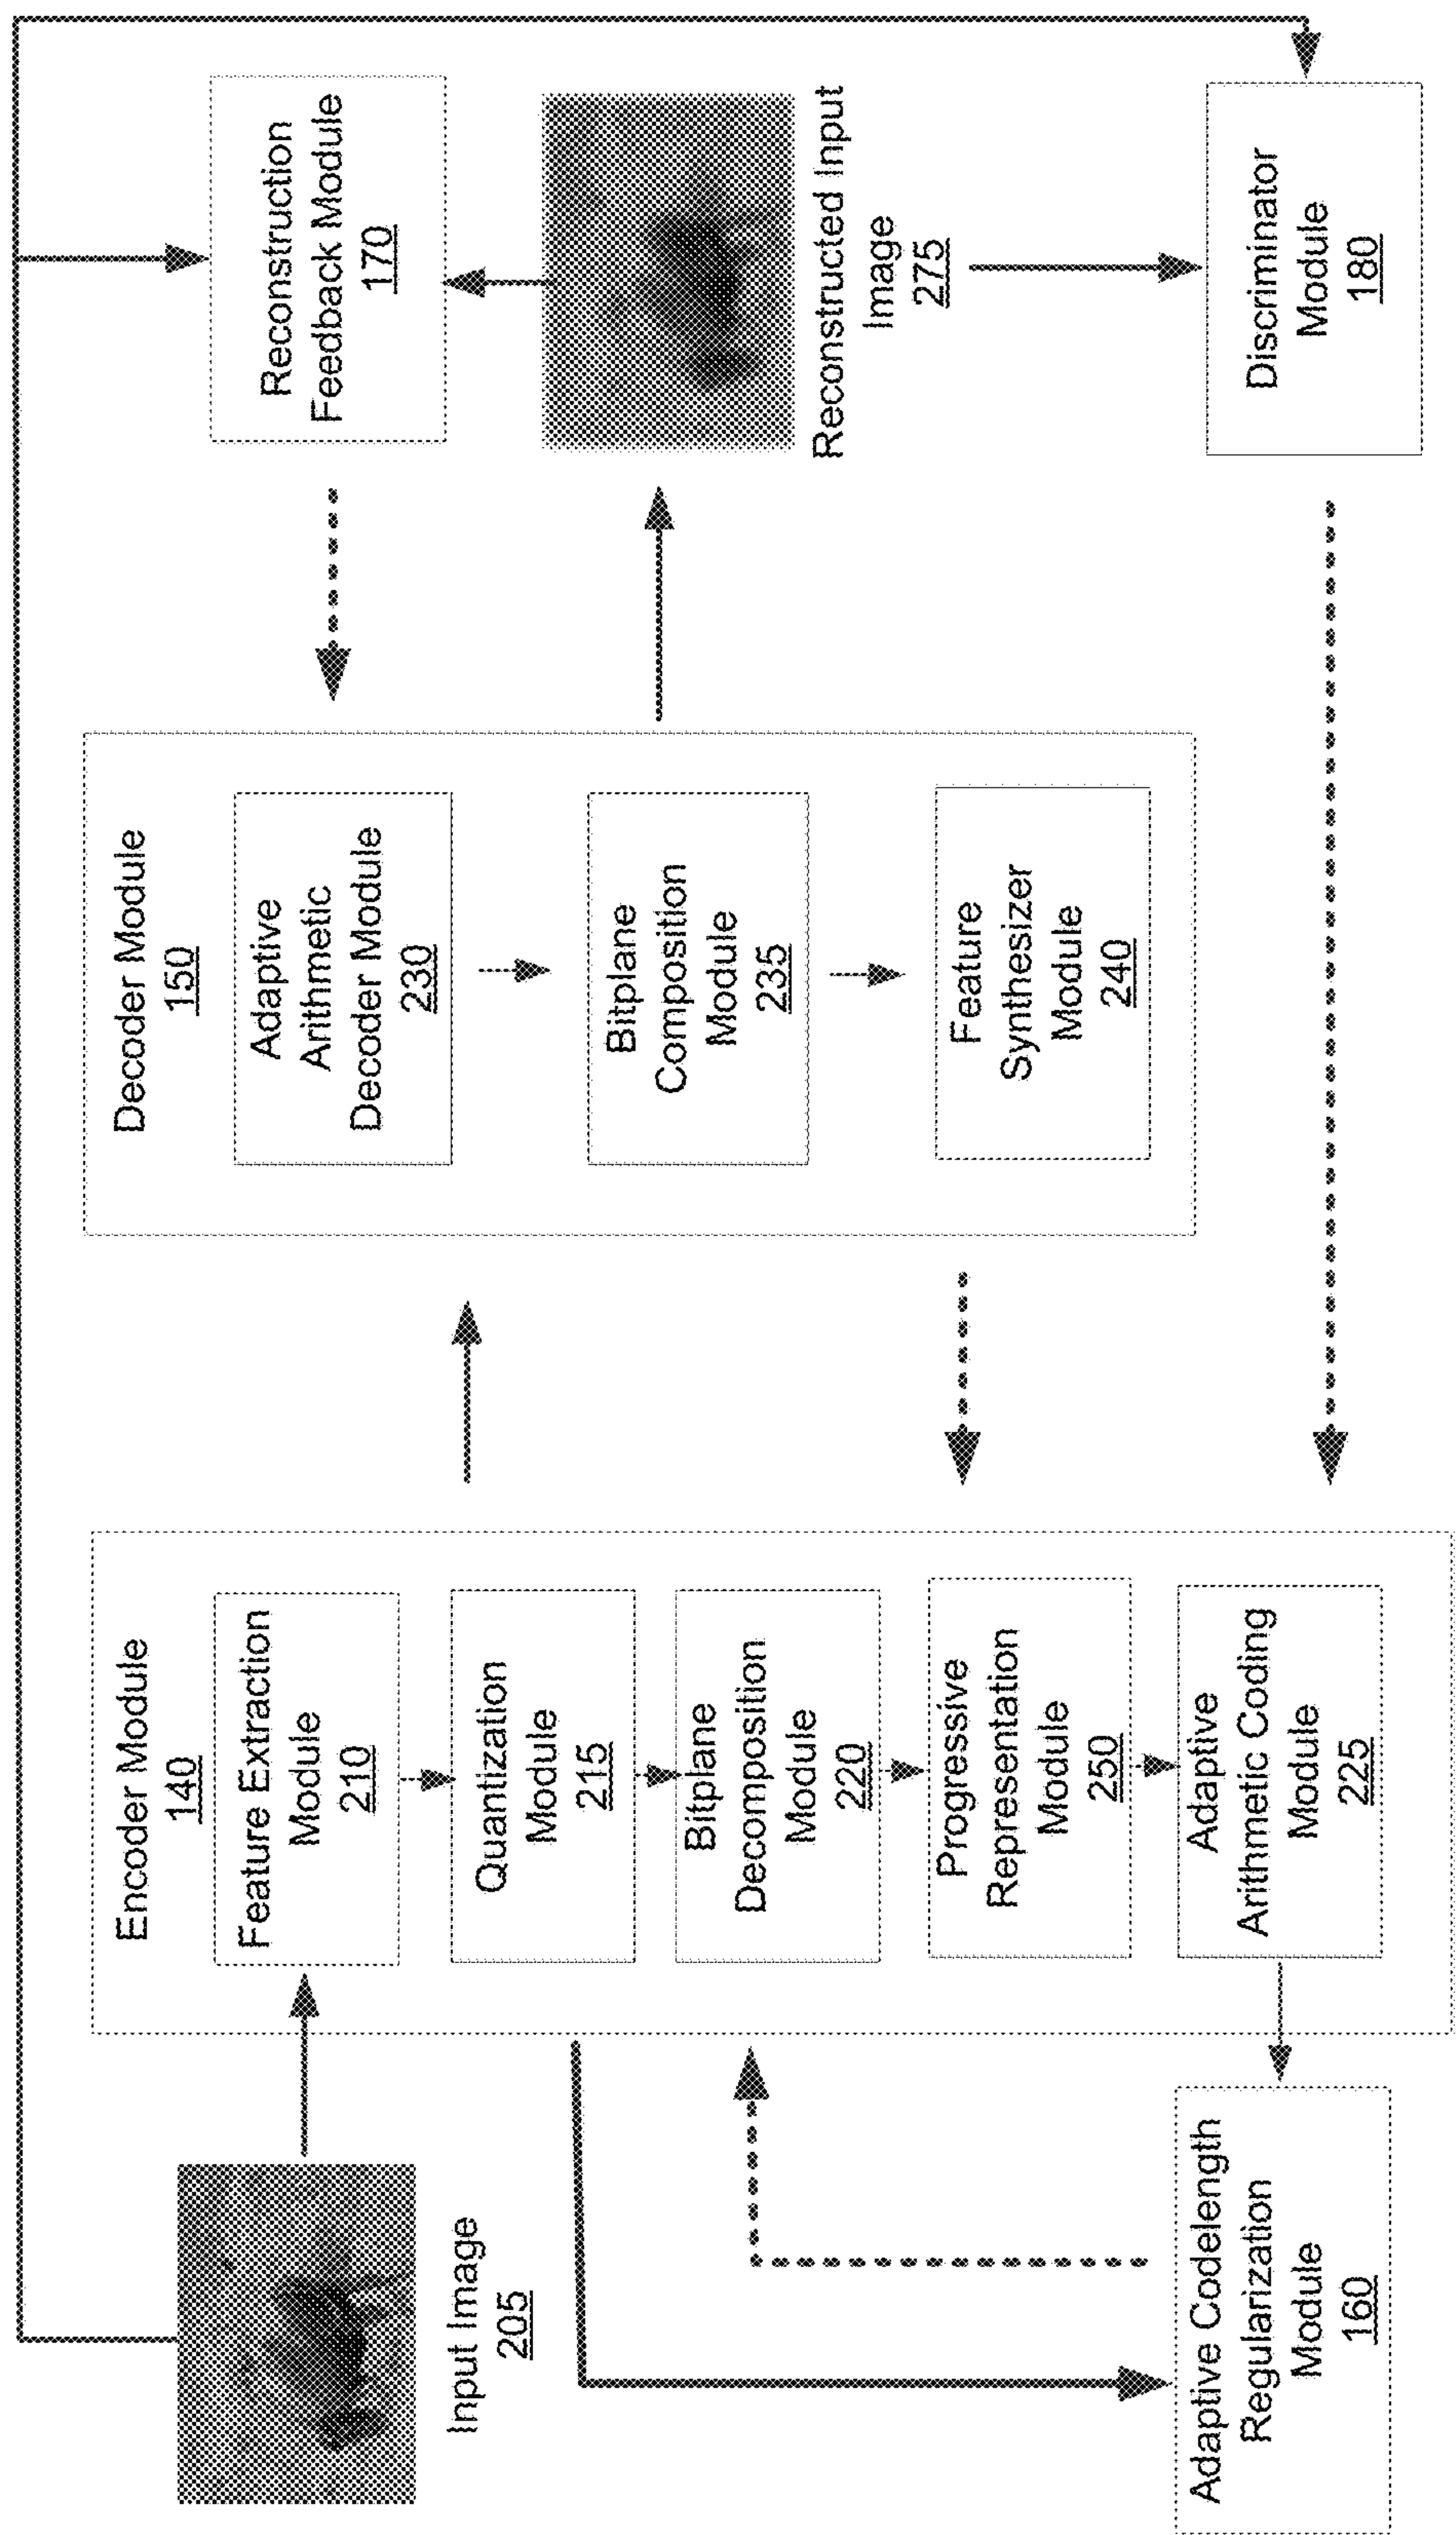 Input Image
205
Encoder Module
140
Feature Extraction
Module
210
Quantization
Module
215
Bitplane
Decomposition
Module
220
Progressive
Representation
Module
250
Adaptive
Arithmetic Coding
Module
225
Adaptive Codelength
Regularization
Module
160
Decoder Module
150
Adaptive
Arithmetic
Decoder Module
230
Bitplane
Composition
Module
235
Feature
Synthesizer
Module
240
Reconstruction
Feedback Module
170
Reconstructed Input
Image
275
Discriminator
Module
180